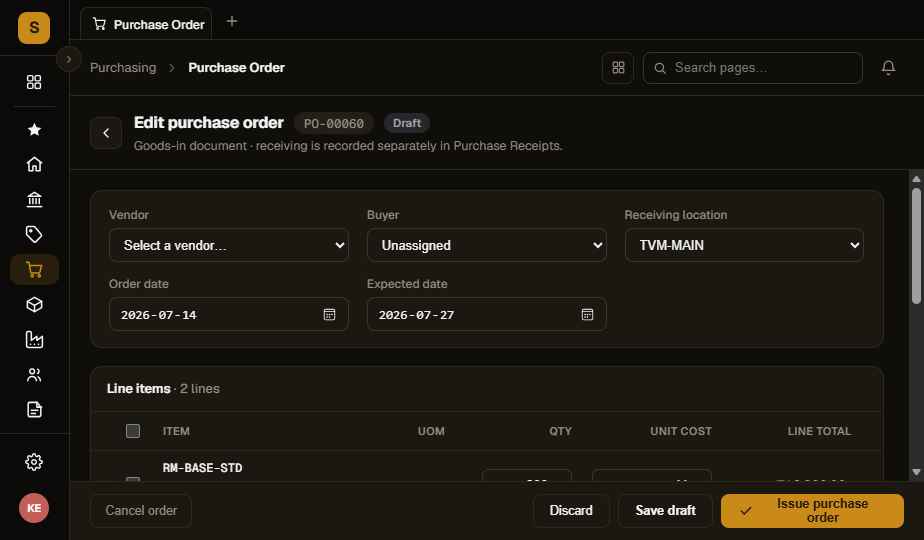 S
Purchase Order
Purchasing
Purchase Order
Search pages...
Edit purchase order
PO-00060
Draft
Goods-in document · receiving is recorded separately in Purchase Receipts.
Vendor
Buyer
Receiving location
Select a vendor...
Unassigned
TVM-MAIN
Order date
Expected date
2026-07-14
2026-07-27
Line items · 2 lines
ITEM
UOM
QTY
UNIT COST
LINE TOTAL
RM-BASE-STD
Cancel order
Discard
Save draft
Issue purchase
order
KE